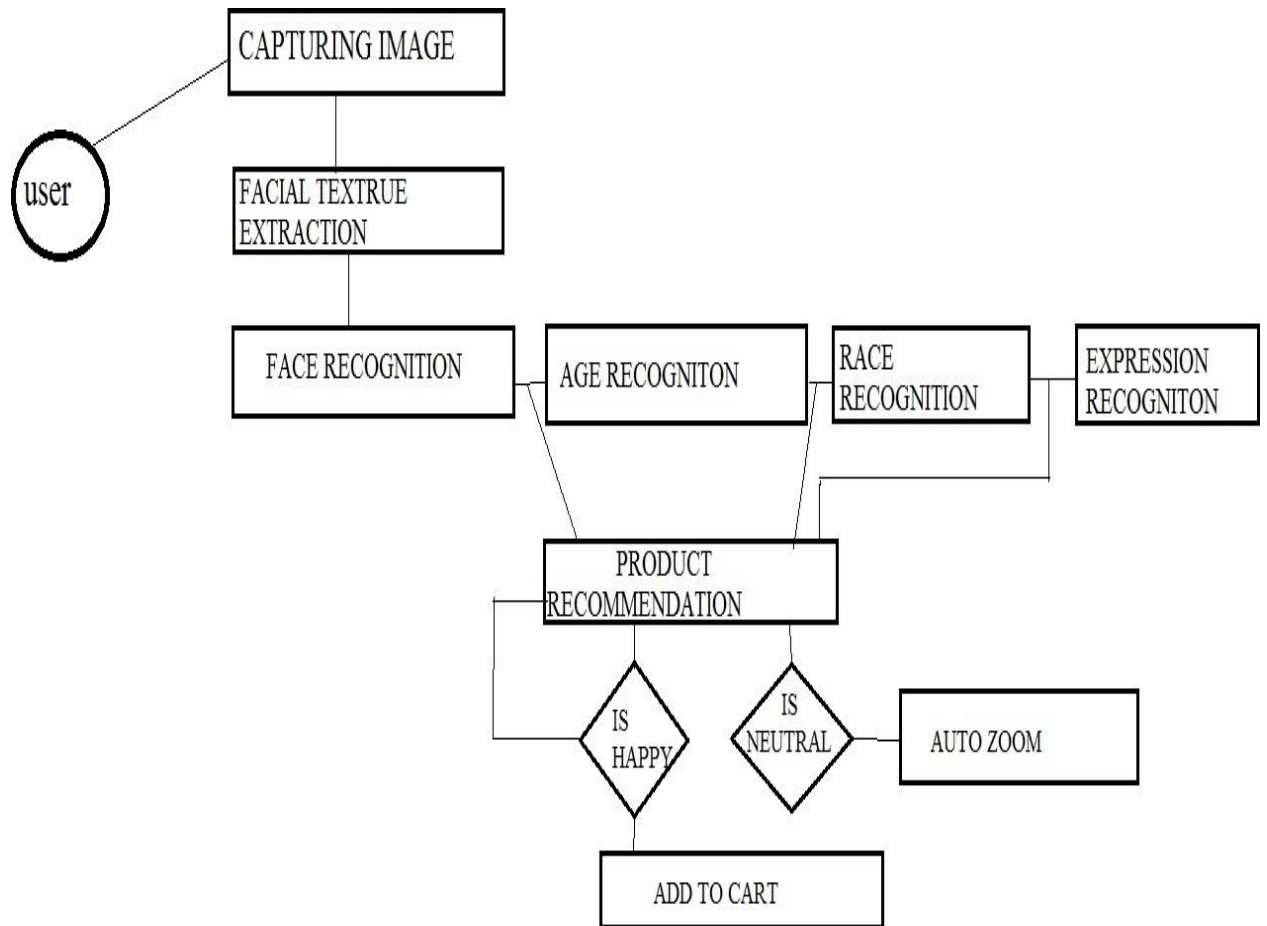 CAPTURING IMAGE
user
FACIAL TEXTRUE
EXTRACTION
FACE RECOGNITION
AGE RECOGNITON
RACE
RECOGNITION
EXPRESSION
RECOGNITON
PRODUCT
RECOMMENDATION
IS
HAPPY
IS
NEUTRAL
AUTO ZOOM
ADD TO CART